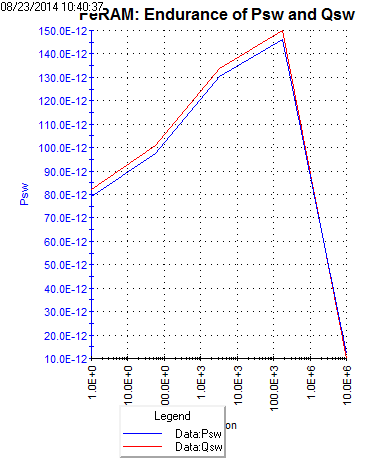 08/23/2014 10:40:37
FeRAM: Endurance of Psw and Qsw
150.0E-12
140.0E-12
130.0E-12
120.0E-12
110.0E-12
100.0E-12
90.0E-12
80.0E-12
70.0E-12
60.0E-12
50.0E-12
40.0E-12
30.0E-12
20.0E-12
10.0E-12
Psw
1.0E+0
10.0E+0
100.0E+0
1.0E+3
10.0E+3
100.0E+3
1.0E+6
10.0E+6
on
Legend
Data:Psw
Data:Qsw